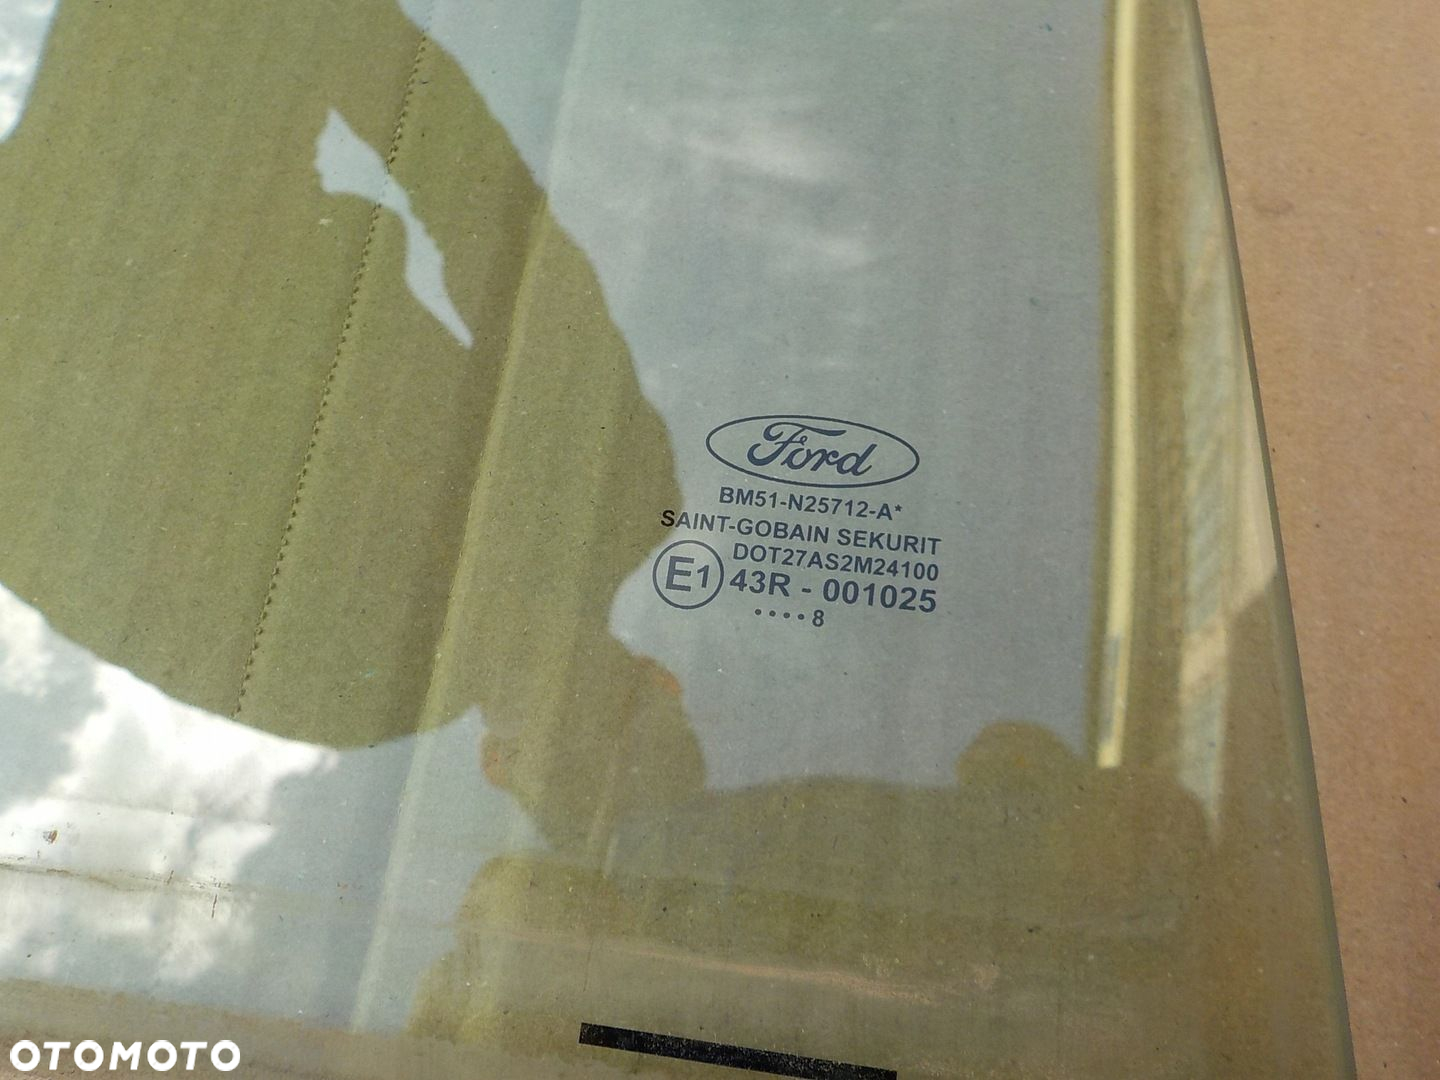 Ford
BM51-N25712-A*
SAINT-GOBAIN SEKURIT
DOT27AS2M24100
E1 43R - 001025
••••8
OTOMOTO